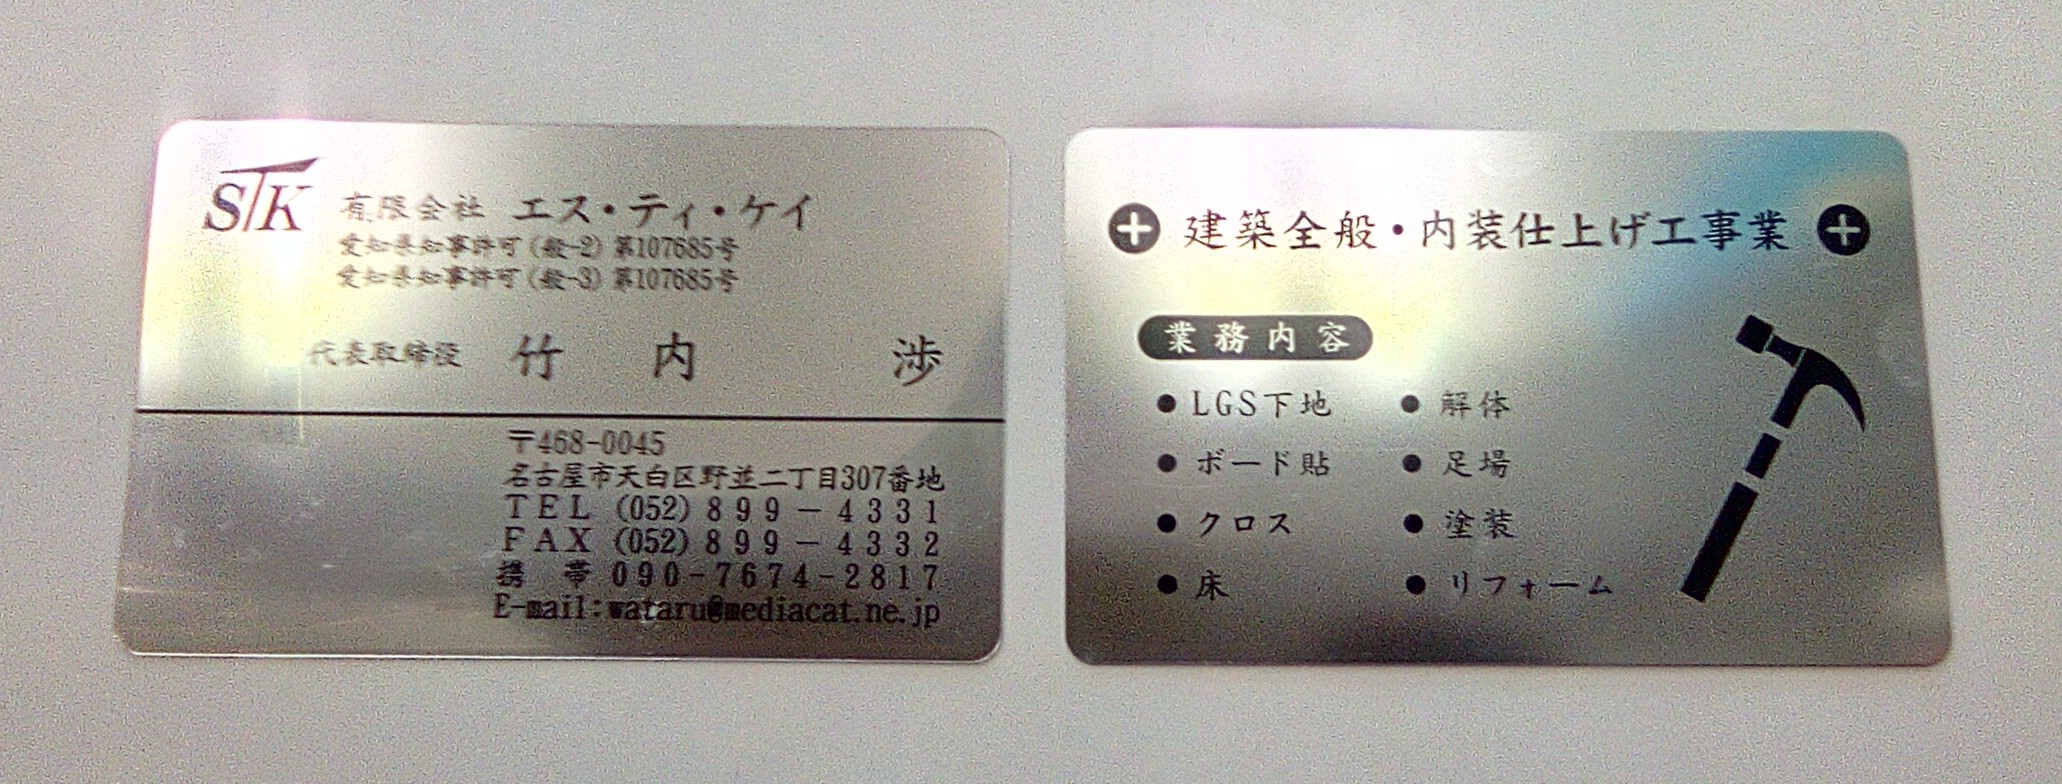 STK
有限会社 エス・ティ・ケイ
愛知県知事許可(般-2)第107685号
愛知県知事許可(般-3)第107685号
代表取締役 竹 内 渉
〒468-0045
名古屋市天白区野並二丁目307番地
TEL (052)899-4331
FAX (052)899-4332
携 帯 090-7674-2817
E-mail:wataru@mediacat.ne.jp
建築全般・内装仕上げ工事業
業務内容
● LGS下地
● ボード貼
● クロス
● 床
● 解体
● 足場
● 塗装
● リフォーム